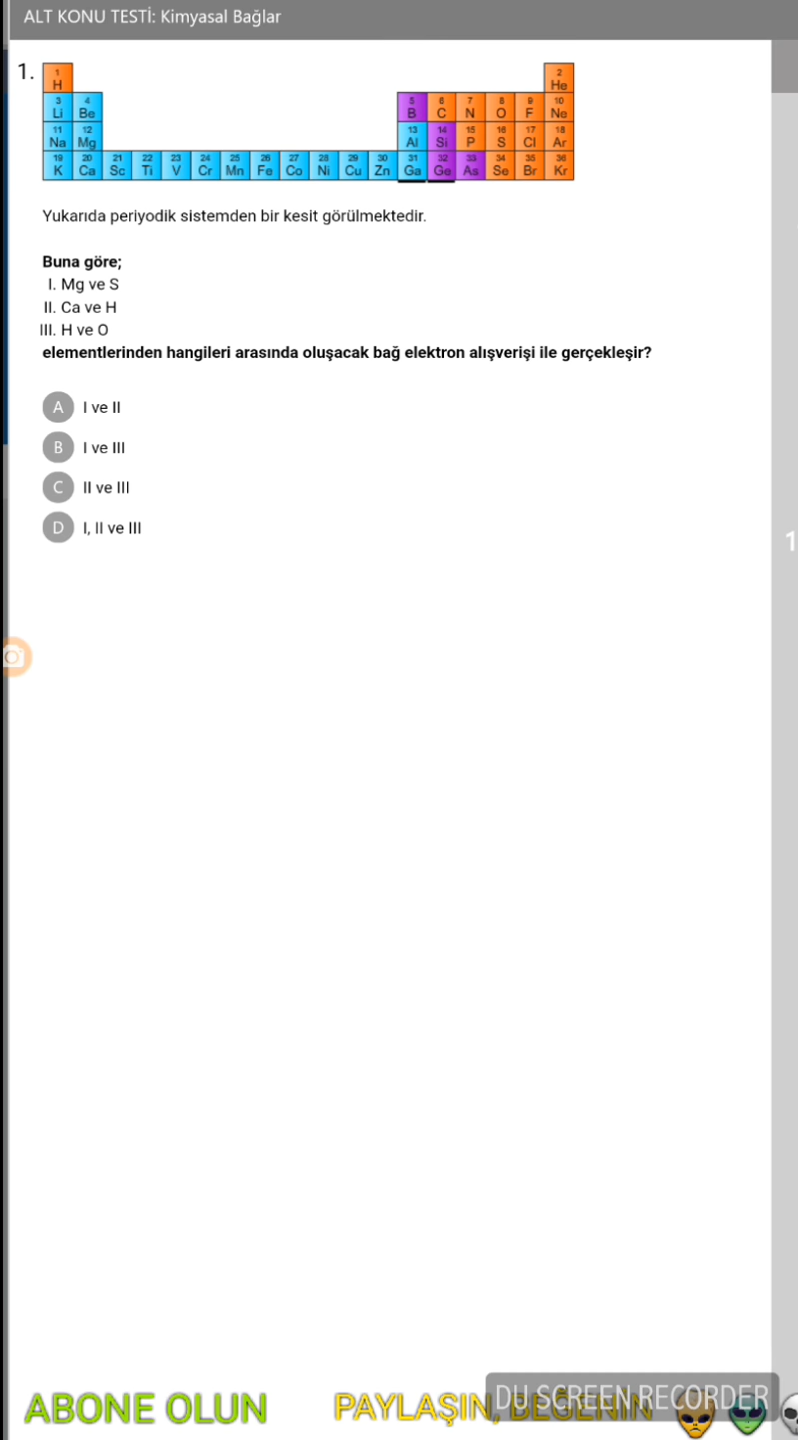 ALT KONU TESTİ: Kimyasal Bağlar
1.
1 2
H He
3 4 5 6 7 8 9 10
Li Be B C N O F Ne
11 12 13 14 15 16 17 18
Na Mg Al Si P S Cl Ar
19 20 21 22 23 24 25 26 27 28 29 30 31 32 33 34 35 36
K Ca Sc Ti V Cr Mn Fe Co Ni Cu Zn Ga Ge As Se Br Kr
Yukarıda periyodik sistemden bir kesit görülmektedir.
Buna göre;
I. Mg ve S
II. Ca ve H
III. H ve O
elementlerinden hangileri arasında oluşacak bağ elektron alışverişi ile gerçekleşir?
A I ve II
B I ve III
C II ve III
D I, II ve III
1
ABONE OLUN PAYLAŞIN, BEĞENİN
DU SCREEN RECORDER